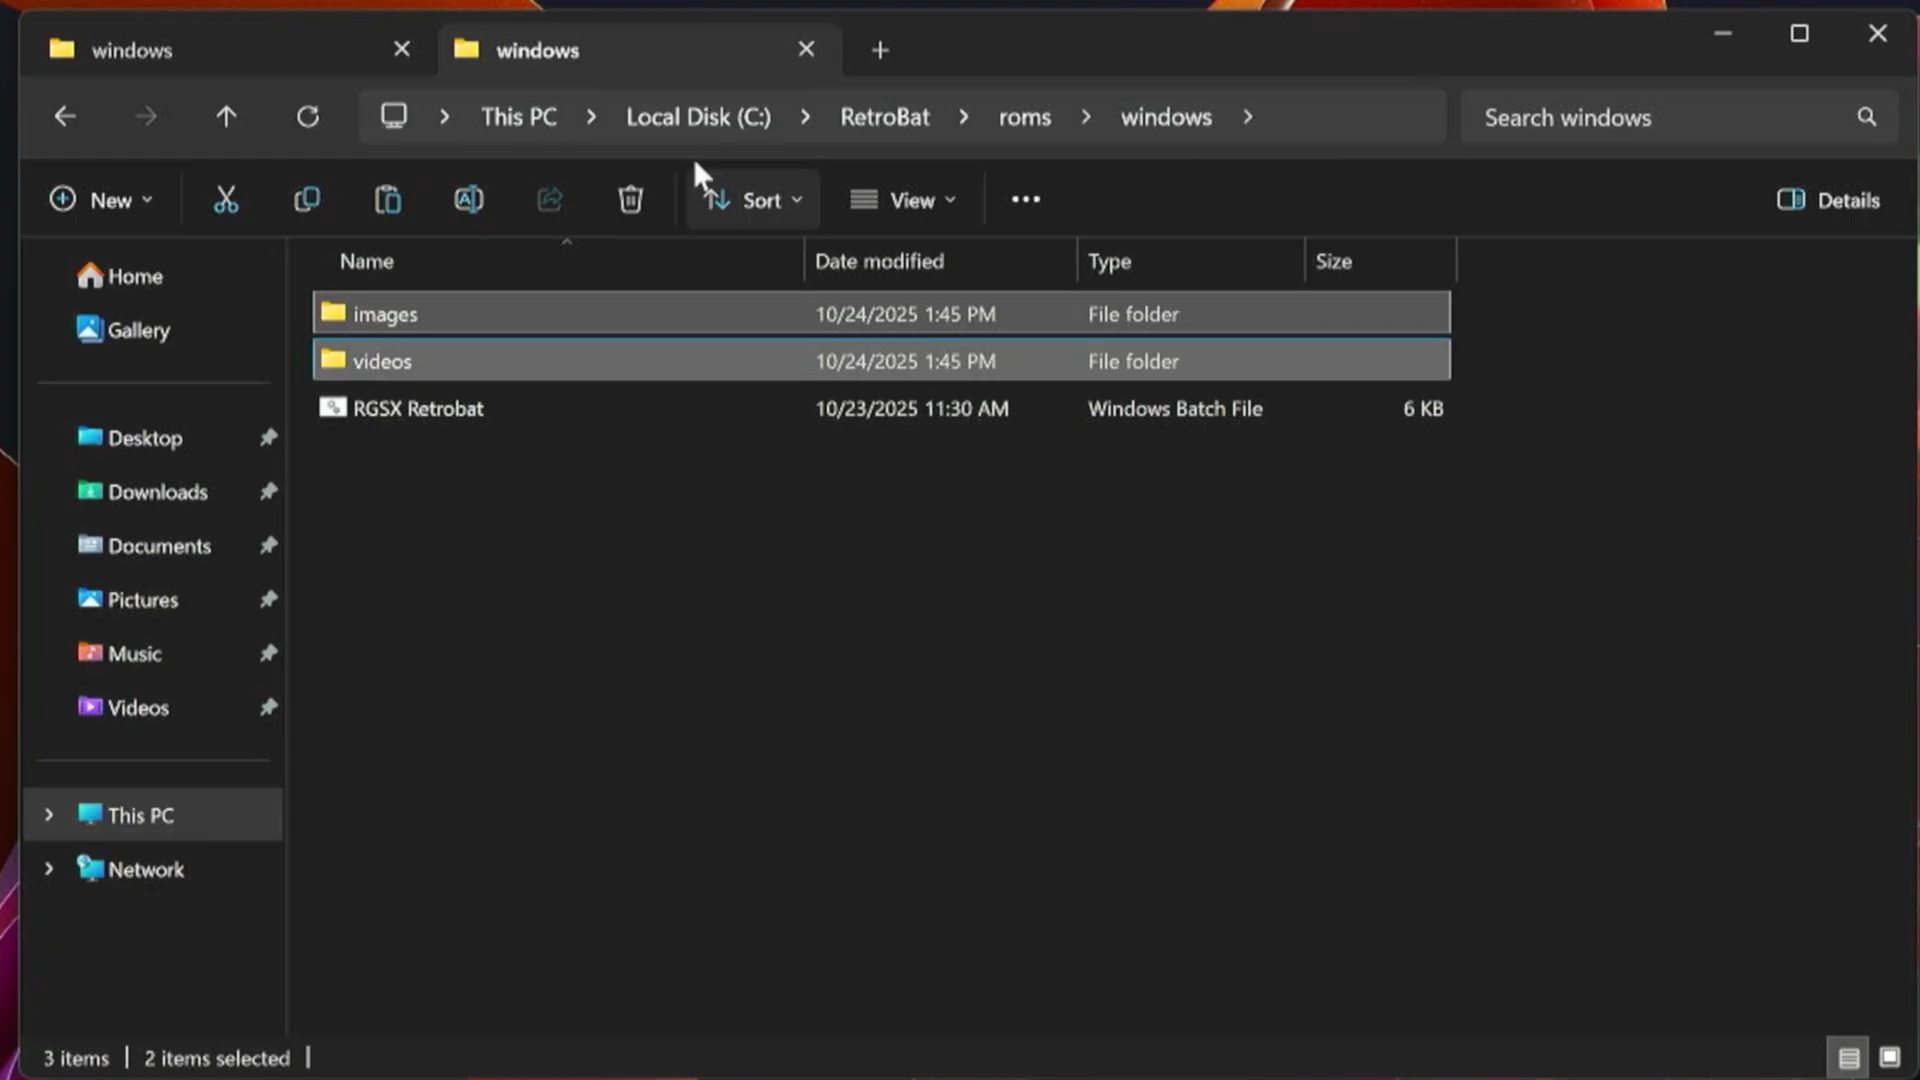 windows
windows
This PC > Local Disk (C:) > RetroBat > roms > windows >
Search windows
New
Sort
View
Details
Name Date modified Type Size
images 10/24/2025 1:45 PM File folder
videos 10/24/2025 1:45 PM File folder
RGSX Retrobat 10/23/2025 11:30 AM Windows Batch File 6 KB
Home
Gallery
Desktop
Downloads
Documents
Pictures
Music
Videos
This PC
Network
3 items | 2 items selected |